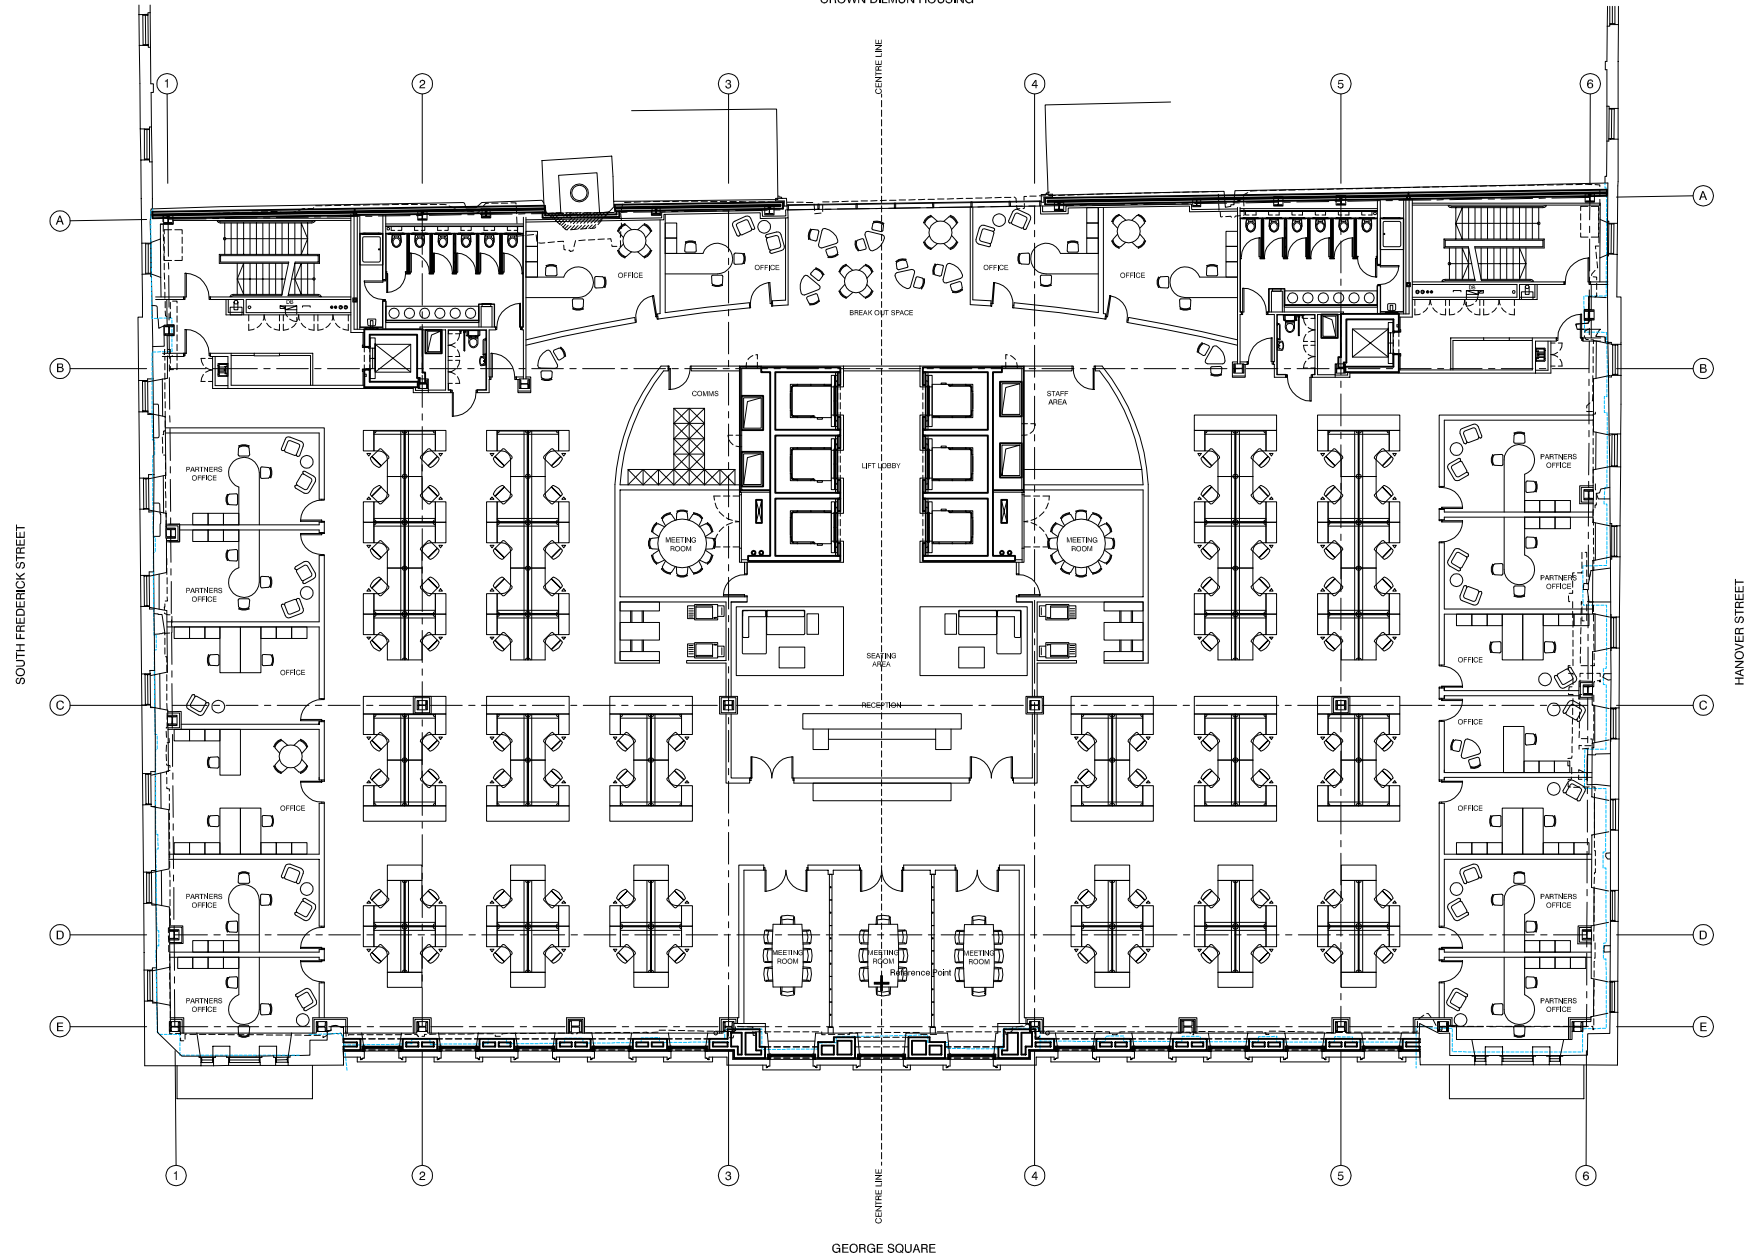 CENTRE LINE
1
2
3
4
5
6
A
A
OFFICE
OFFICE
OFFICE
OFFICE
DB
DB
BREAK OUT SPACE
B
B
COMMS
STAFF
AREA
LIFT LOBBY
PARTNERS
OFFICE
PARTNERS
OFFICE
MEETING
ROOM
MEETING
ROOM
PARTNERS
OFFICE
PARTNERS
OFFICE
SOUTH FREDERICK STREET
HANOVER STREET
SEATING
AREA
OFFICE
OFFICE
C
C
RECEPTION
OFFICE
OFFICE
OFFICE
PARTNERS
OFFICE
PARTNERS
OFFICE
D
D
MEETING
ROOM
MEETING
ROOM
MEETING
ROOM
Reference Point
PARTNERS
OFFICE
PARTNERS
OFFICE
E
E
1
2
3
4
5
6
CENTRE LINE
GEORGE SQUARE